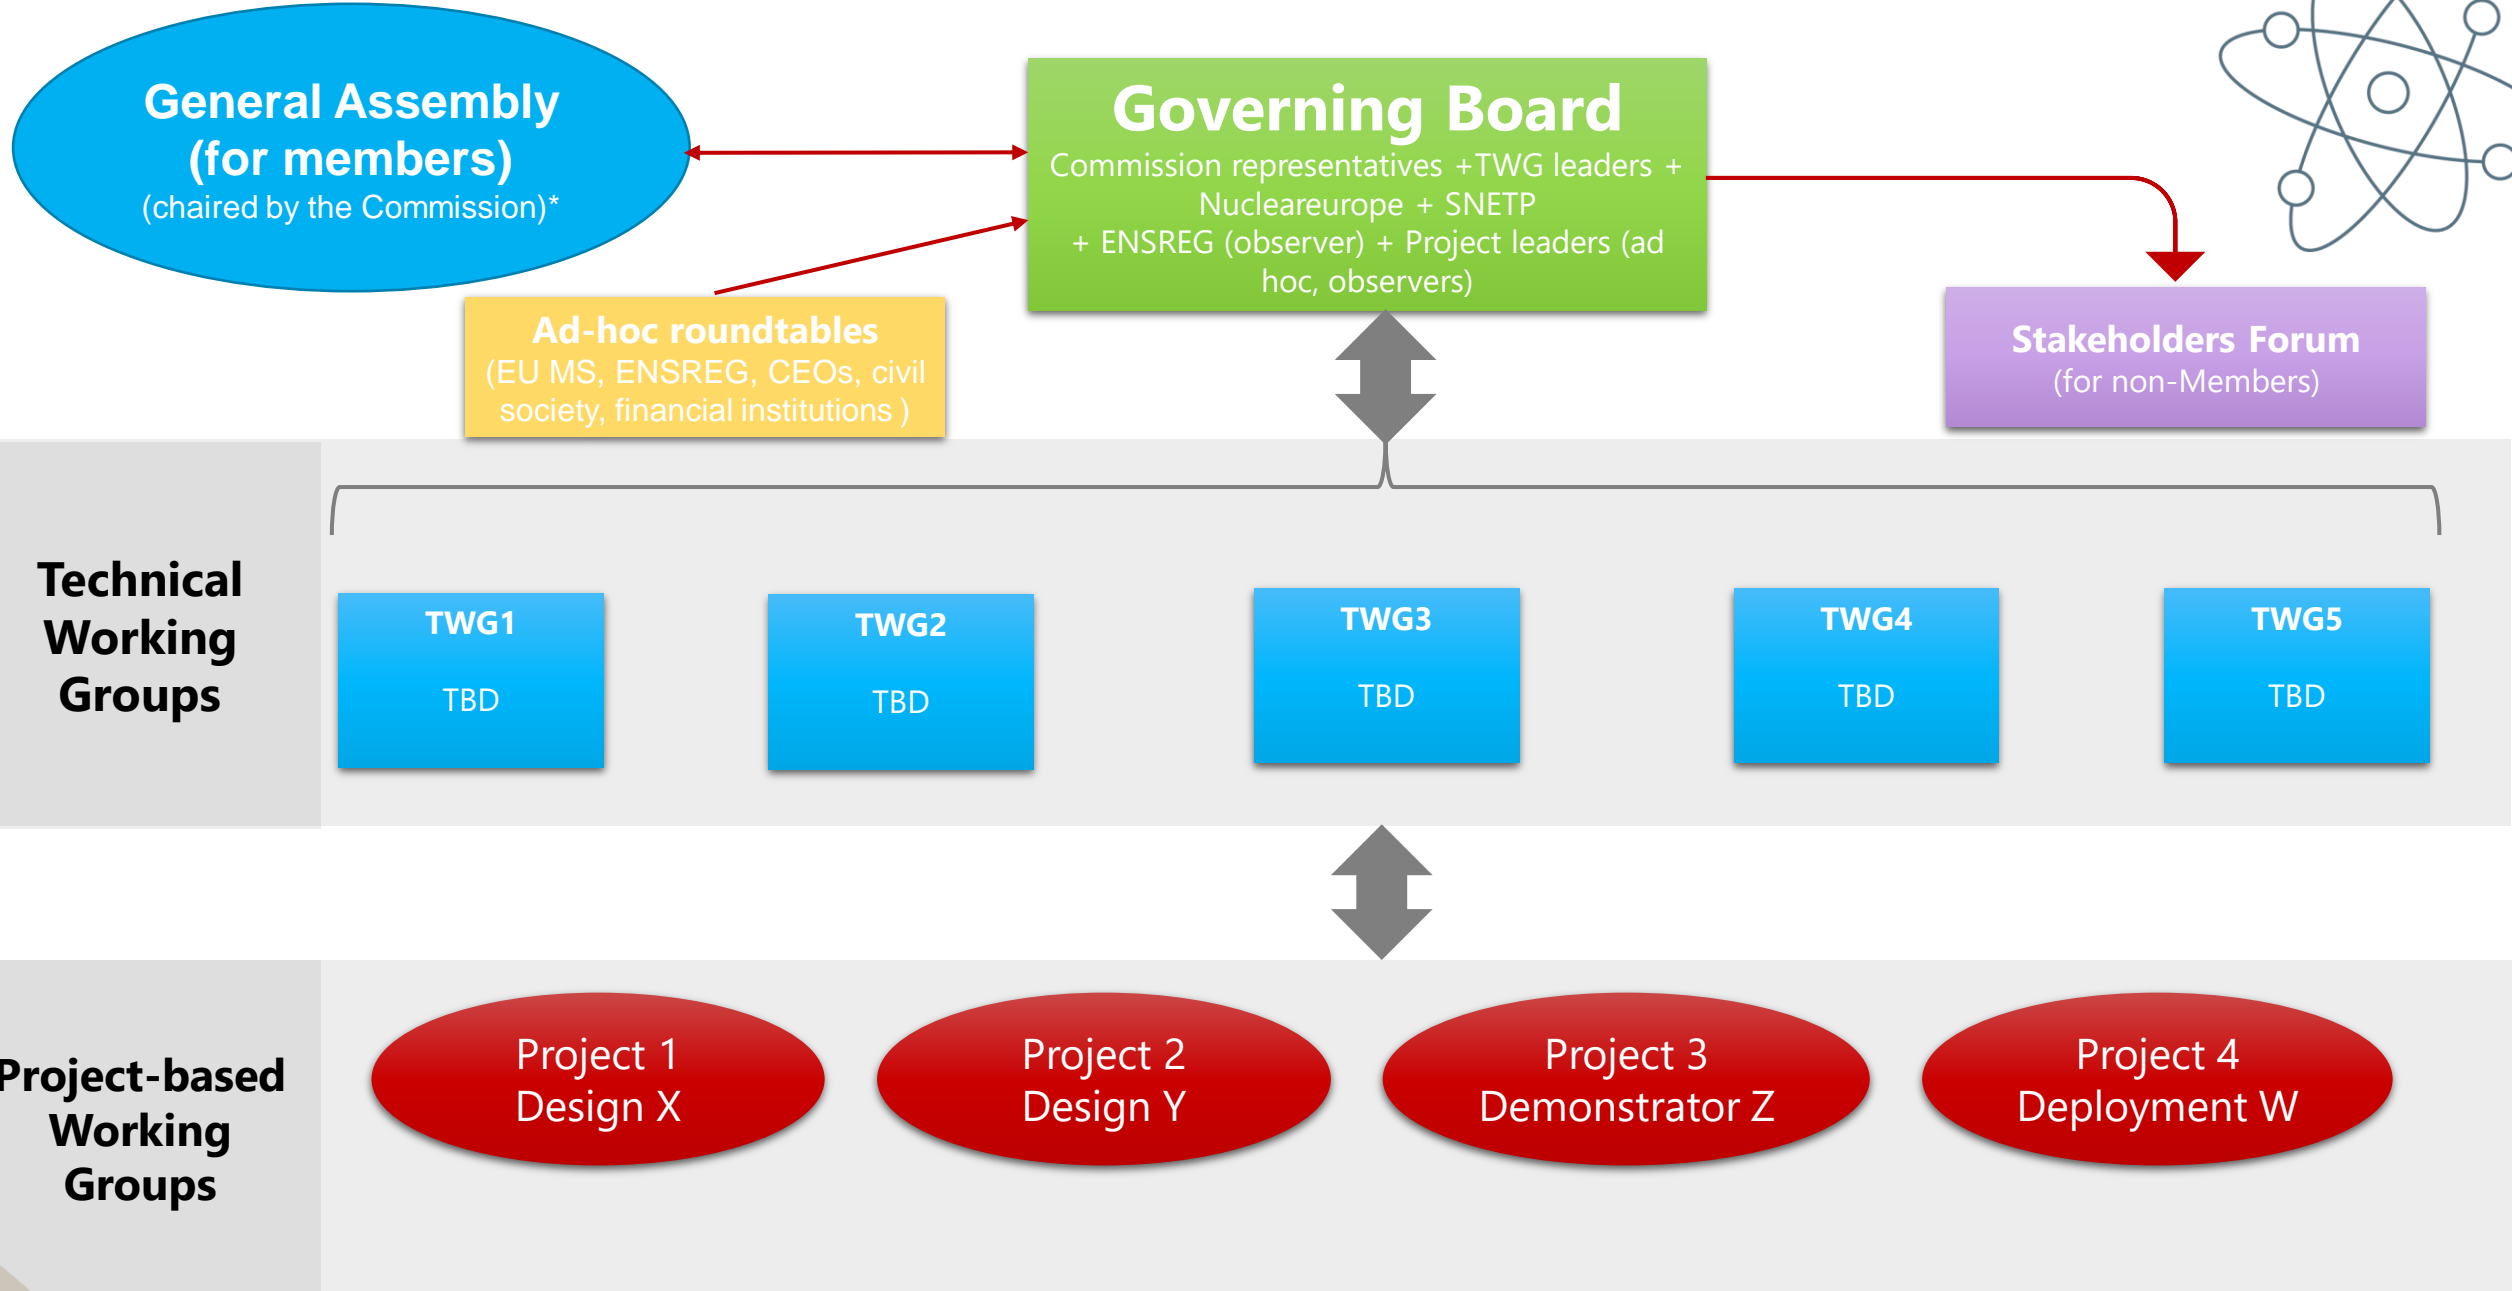 General Assembly
(for members)
(chaired by the Commission)*
Governing Board
Commission representatives +TWG leaders +
Nucleareurope + SNETP
+ ENSREG (observer) + Project leaders (ad
hoc, observers)
Ad-hoc roundtables
(EU MS, ENSREG, CEOs, civil
society, financial institutions )
Stakeholders Forum
(for non-Members)
Technical
Working
Groups
TWG1
TBD
TWG2
TBD
TWG3
TBD
TWG4
TBD
TWG5
TBD
Project-based
Working
Groups
Project 1
Design X
Project 2
Design Y
Project 3
Demonstrator Z
Project 4
Deployment W